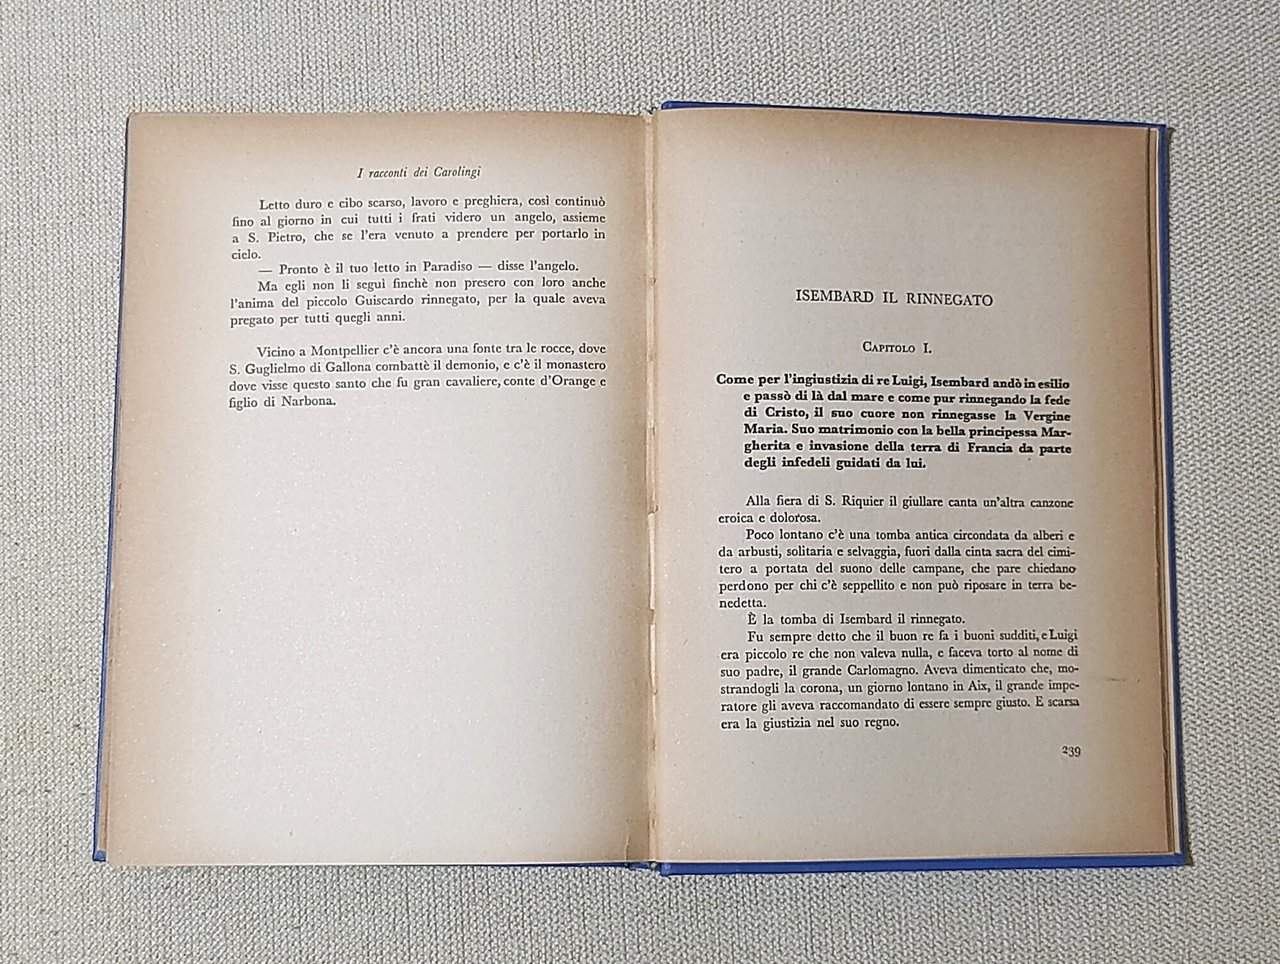 I racconti dei Carolingi
Letto duro e cibo scarso, lavoro e preghiera, così continuò
fino al giorno in cui tutti i frati videro un angelo, assieme
a S. Pietro, che se l'era venuto a prendere per portarlo in
cielo.
— Pronto è il tuo letto in Paradiso — disse l'angelo.
Ma egli non li seguì finchè non presero con loro anche
l'anima del piccolo Guiscardo rinnegato, per la quale aveva
pregato per tutti quegli anni.
Vicino a Montpellier c'è ancora una fonte tra le rocce, dove
S. Guglielmo di Gallona combattè il demonio, e c'è il monastero
dove visse questo santo che fu gran cavaliere, conte d'Orange e
figlio di Narbona.
ISEMBARD IL RINNEGATO
Capitolo I.
Come per l'ingiustizia di re Luigi, Isembard andò in esilio
e passò di là dal mare e come pur rinnegando la fede
di Cristo, il suo cuore non rinnegasse la Vergine
Maria. Suo matrimonio con la bella principessa Mar-
gherita e invasione della terra di Francia da parte
degli infedeli guidati da lui.
Alla fiera di S. Riquier il giullare canta un'altra canzone
eroica e dolorosa.
Poco lontano c'è una tomba antica circondata da alberi e
da arbusti, solitaria e selvaggia, fuori dalla cinta sacra del cimi-
tero a portata del suono delle campane, che pare chiedano
perdono per chi c'è seppellito e non può riposare in terra be-
nedetta.
È la tomba di Isembard il rinnegato.
Fu sempre detto che il buon re fa i buoni sudditi, e Luigi
era piccolo re che non valeva nulla, e faceva torto al nome di
suo padre, il grande Carlomagno. Aveva dimenticato che, mo-
strandogli la corona, un giorno lontano in Aix, il grande impe-
ratore gli aveva raccomandato di essere sempre giusto. E scarsa
era la giustizia nel suo regno.
239